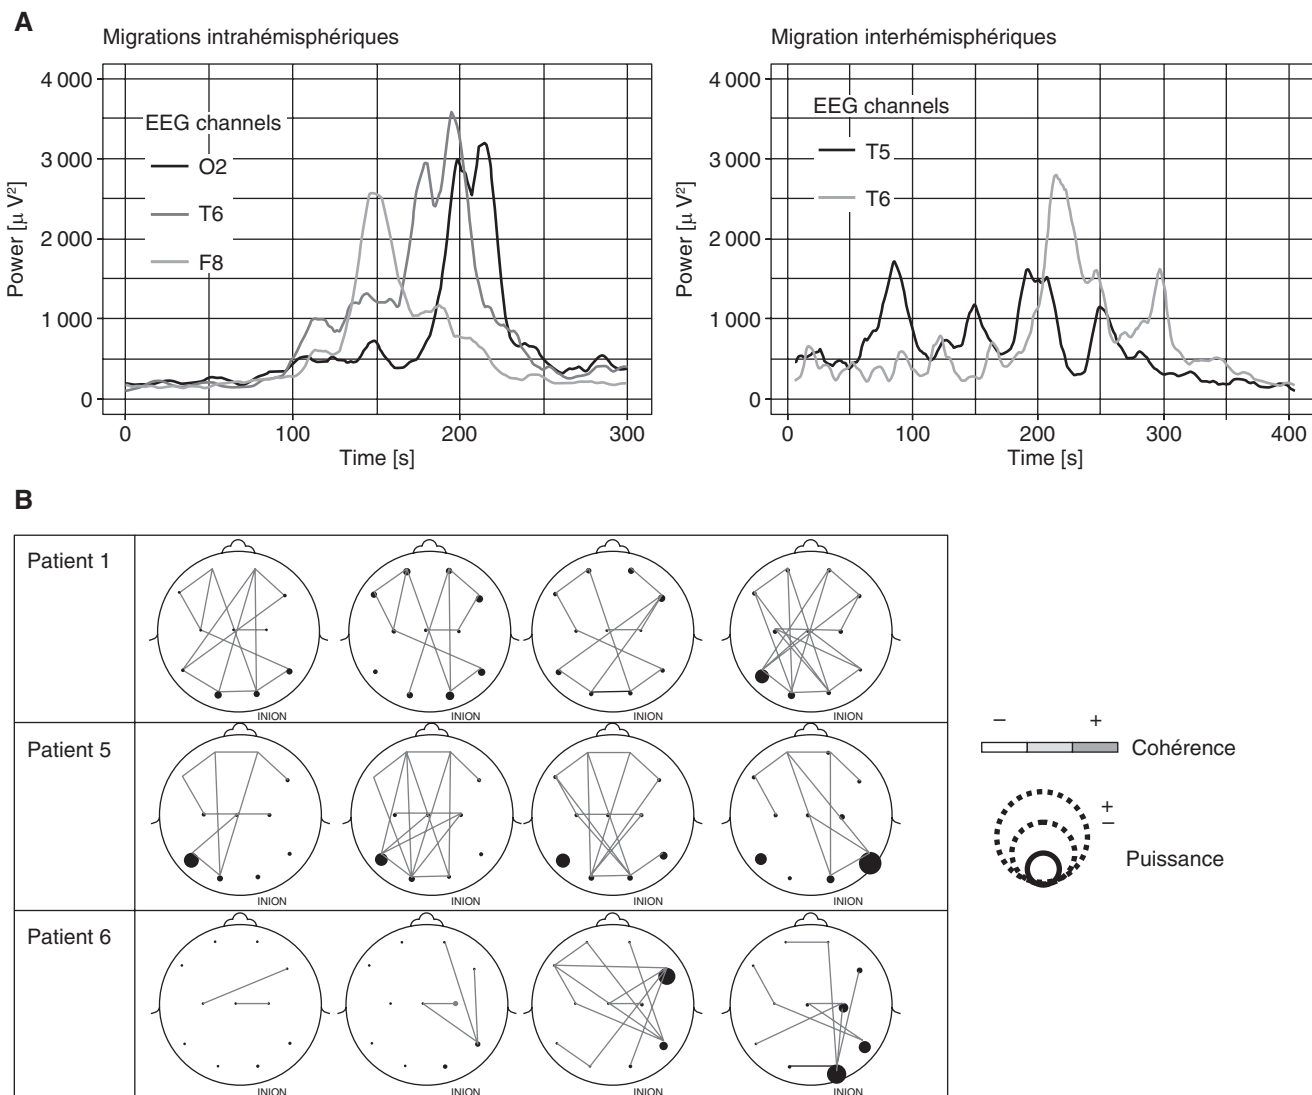 A
Migrations intrahémisphériques
Power [μ V²]
4 000
3 000
2 000
1 000
0
EEG channels
O2
T6
F8
0 100 200 300
Time [s]
Migration interhémisphériques
Power [μ V²]
4 000
3 000
2 000
1 000
0
EEG channels
T5
T6
0 100 200 300 400
Time [s]
B
Patient 1
INION INION INION INION
Patient 5
INION INION INION INION
Patient 6
INION INION INION INION
– +
Cohérence
+
–
Puissance